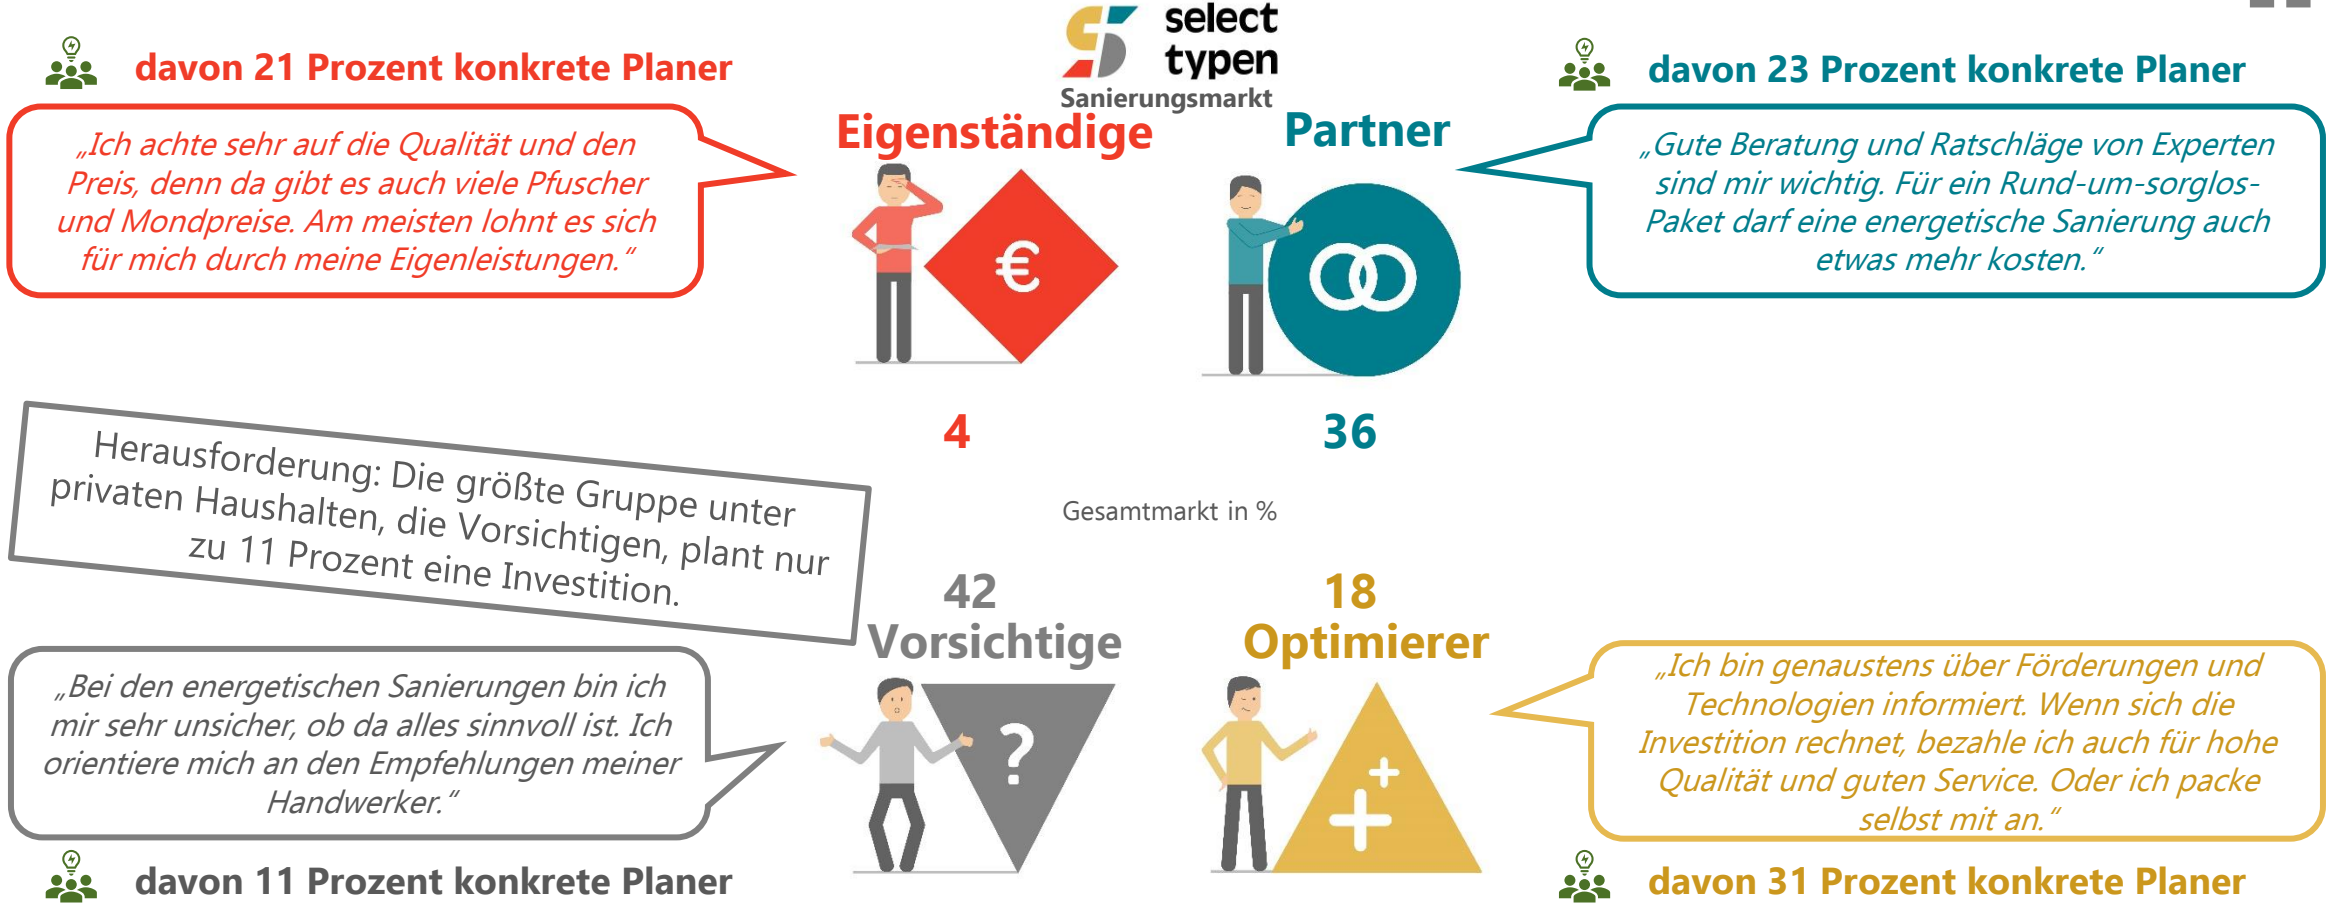 select
typen
Sanierungsmarkt
davon 21 Prozent konkrete Planer
„Ich achte sehr auf die Qualität und den
Preis, denn da gibt es auch viele Pfuscher
und Mondpreise. Am meisten lohnt es sich
für mich durch meine Eigenleistungen.“
Eigenständige
€
4
Partner
36
davon 23 Prozent konkrete Planer
„Gute Beratung und Ratschläge von Experten
sind mir wichtig. Für ein Rund-um-sorglos-
Paket darf eine energetische Sanierung auch
etwas mehr kosten.“
Herausforderung: Die größte Gruppe unter
privaten Haushalten, die Vorsichtigen, plant nur
zu 11 Prozent eine Investition.
Gesamtmarkt in %
42
Vorsichtige
?
„Bei den energetischen Sanierungen bin ich
mir sehr unsicher, ob da alles sinnvoll ist. Ich
orientiere mich an den Empfehlungen meiner
Handwerker.“
davon 11 Prozent konkrete Planer
18
Optimierer
„Ich bin genaustens über Förderungen und
Technologien informiert. Wenn sich die
Investition rechnet, bezahle ich auch für hohe
Qualität und guten Service. Oder ich packe
selbst mit an.“
davon 31 Prozent konkrete Planer